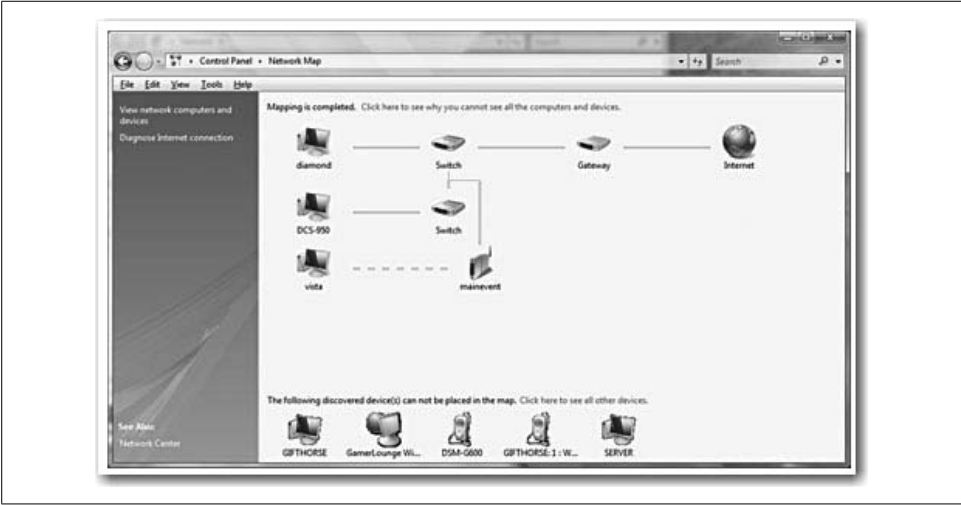 Control Panel ▸ Network Map
Search
File Edit View Tools Help
View network computers and
devices
Diagnose Internet connection
Mapping is completed. Click here to see why you cannot see all the computers and devices.
diamond
Switch
Gateway
Internet
DCS-950
Switch
vista
mainevent
The following discovered device(s) can not be placed in the map. Click here to see all other devices.
GIFTHORSE
GamerLounge Wi...
DSM-G600
GIFTHORSE: 1 : W...
SERVER
See Also
Network Center